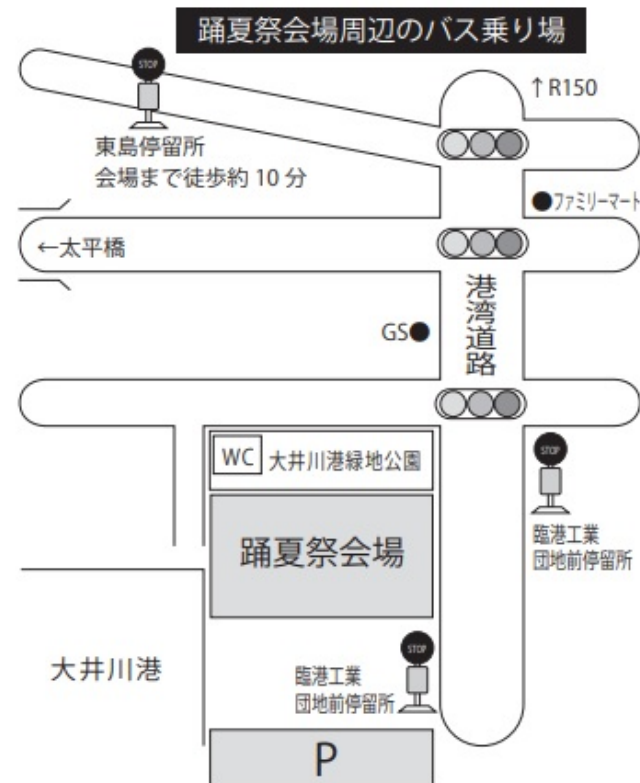 踊夏祭会場周辺のバス乗り場
STOP
↑R150
東島停留所
会場まで徒歩約10分
●ファミリーマート
←太平橋
港湾道路
GS●
WC 大井川港緑地公園
STOP
踊夏祭会場
臨港工業
団地前停留所
STOP
大井川港
臨港工業
団地前停留所
P